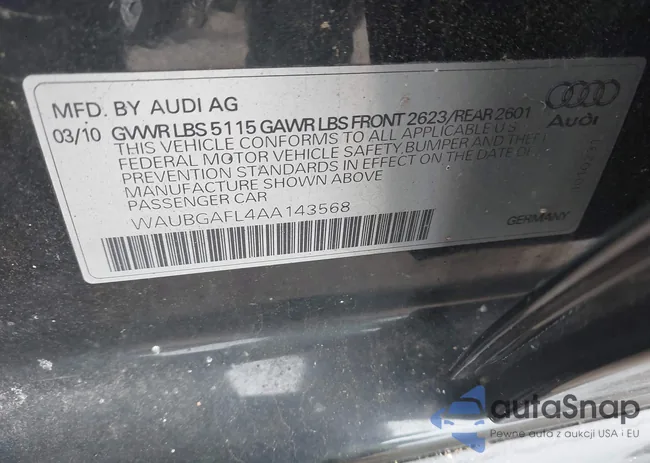 MFD. BY AUDI AG
03/10 GVWR LBS 5115 GAWR LBS FRONT 2623/REAR 2601
THIS VEHICLE CONFORMS TO ALL APPLICABLE U.S.
FEDERAL MOTOR VEHICLE SAFETY, BUMPER AND THEFT
PREVENTION STANDARDS IN EFFECT ON THE DATE OF
MANUFACTURE SHOWN ABOVE
PASSENGER CAR
WAUBGAFL4AA143568
Audi
GERMANY
autoSnap
Pewne auta z aukcji USA i EU